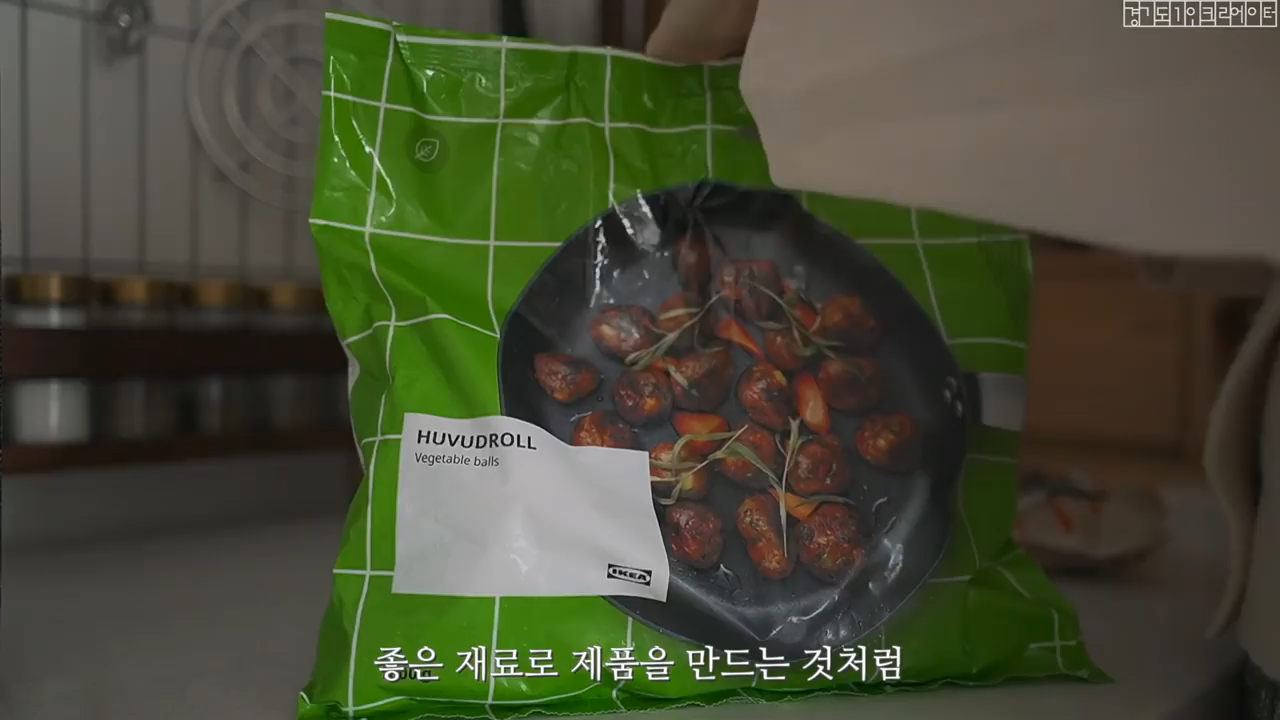 경기도1인크리에이터
HUVUDROLL
Vegetable balls
IKEA
좋은 재료로 제품을 만드는 것처럼